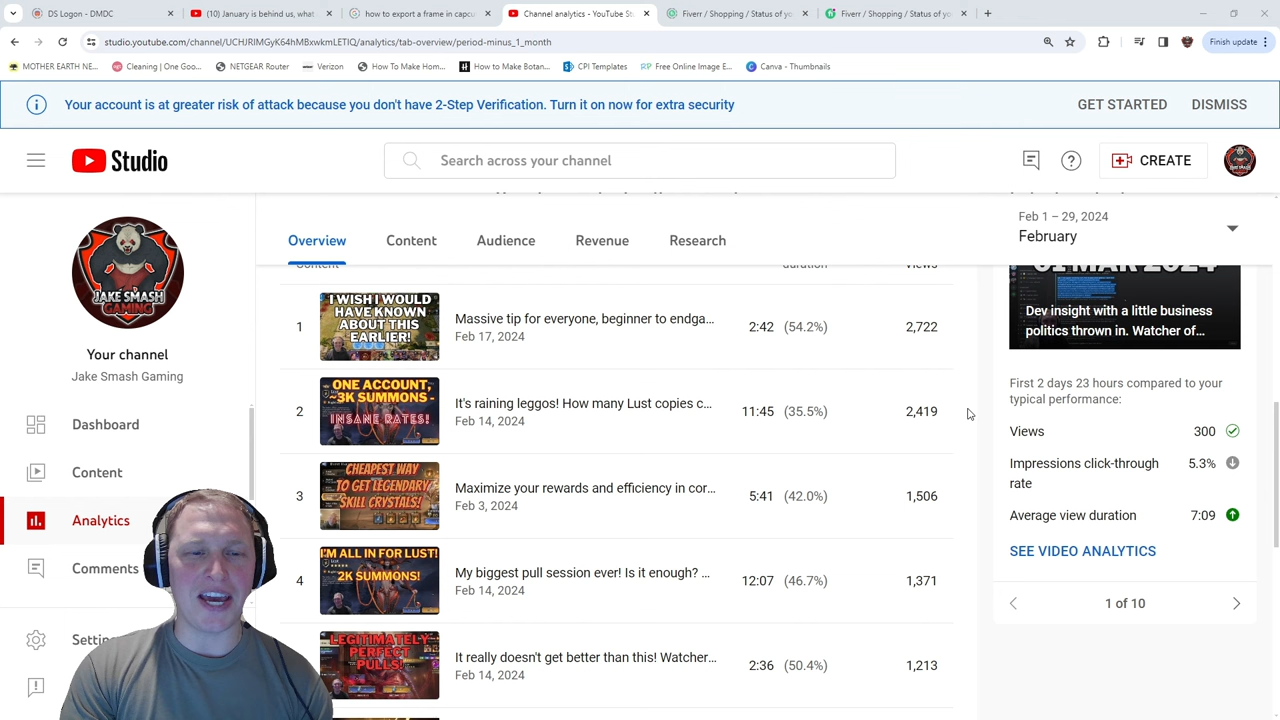 DS Logon - DMDC
(10) January is behind us, what
how to export a frame in capcu
Channel analytics - YouTube St
Fiverr / Shopping / Status of yo
Fiverr / Shopping / Status of yo
studio.youtube.com/channel/UCHJRIMGyK64hMBxwkmLETIQ/analytics/tab-overview/period-minus_1_month
Finish update
MOTHER EARTH NE...
Cleaning | One Goo...
NETGEAR Router
Verizon
How To Make Hom...
How to Make Botan...
CPI Templates
Free Online Image E...
Canva - Thumbnails
Your account is at greater risk of attack because you don't have 2-Step Verification. Turn it on now for extra security
GET STARTED
DISMISS
Studio
Search across your channel
CREATE
JAKE SMASH
GAMING
Your channel
Jake Smash Gaming
Dashboard
Content
Analytics
Comments
Overview
Content
Audience
Revenue
Research
Feb 1 – 29, 2024
February
Content
duration
views
1
I WISH I WOULD
HAVE KNOWN
ABOUT THIS
EARLIER!
Massive tip for everyone, beginner to endga...
Feb 17, 2024
2:42 (54.2%)
2,722
2
ONE ACCOUNT,
~3K SUMMONS -
INSANE RATES!
It's raining leggos! How many Lust copies c...
Feb 14, 2024
11:45 (35.5%)
2,419
3
CHEAPEST WAY
TO GET LEGENDARY
SKILL CRYSTALS!
Maximize your rewards and efficiency in cor...
Feb 3, 2024
5:41 (42.0%)
1,506
4
I'M ALL IN FOR LUST!
2K SUMMONS!
My biggest pull session ever! Is it enough? ...
Feb 14, 2024
12:07 (46.7%)
1,371
LEGITIMATELY
PERFECT
PULLS!
It really doesn't get better than this! Watcher...
Feb 14, 2024
2:36 (50.4%)
1,213
01 MAR 2024
Dev insight with a little business
politics thrown in. Watcher of...
First 2 days 23 hours compared to your
typical performance:
Views 300
Impressions click-through
rate
5.3%
Average view duration 7:09
SEE VIDEO ANALYTICS
1 of 10